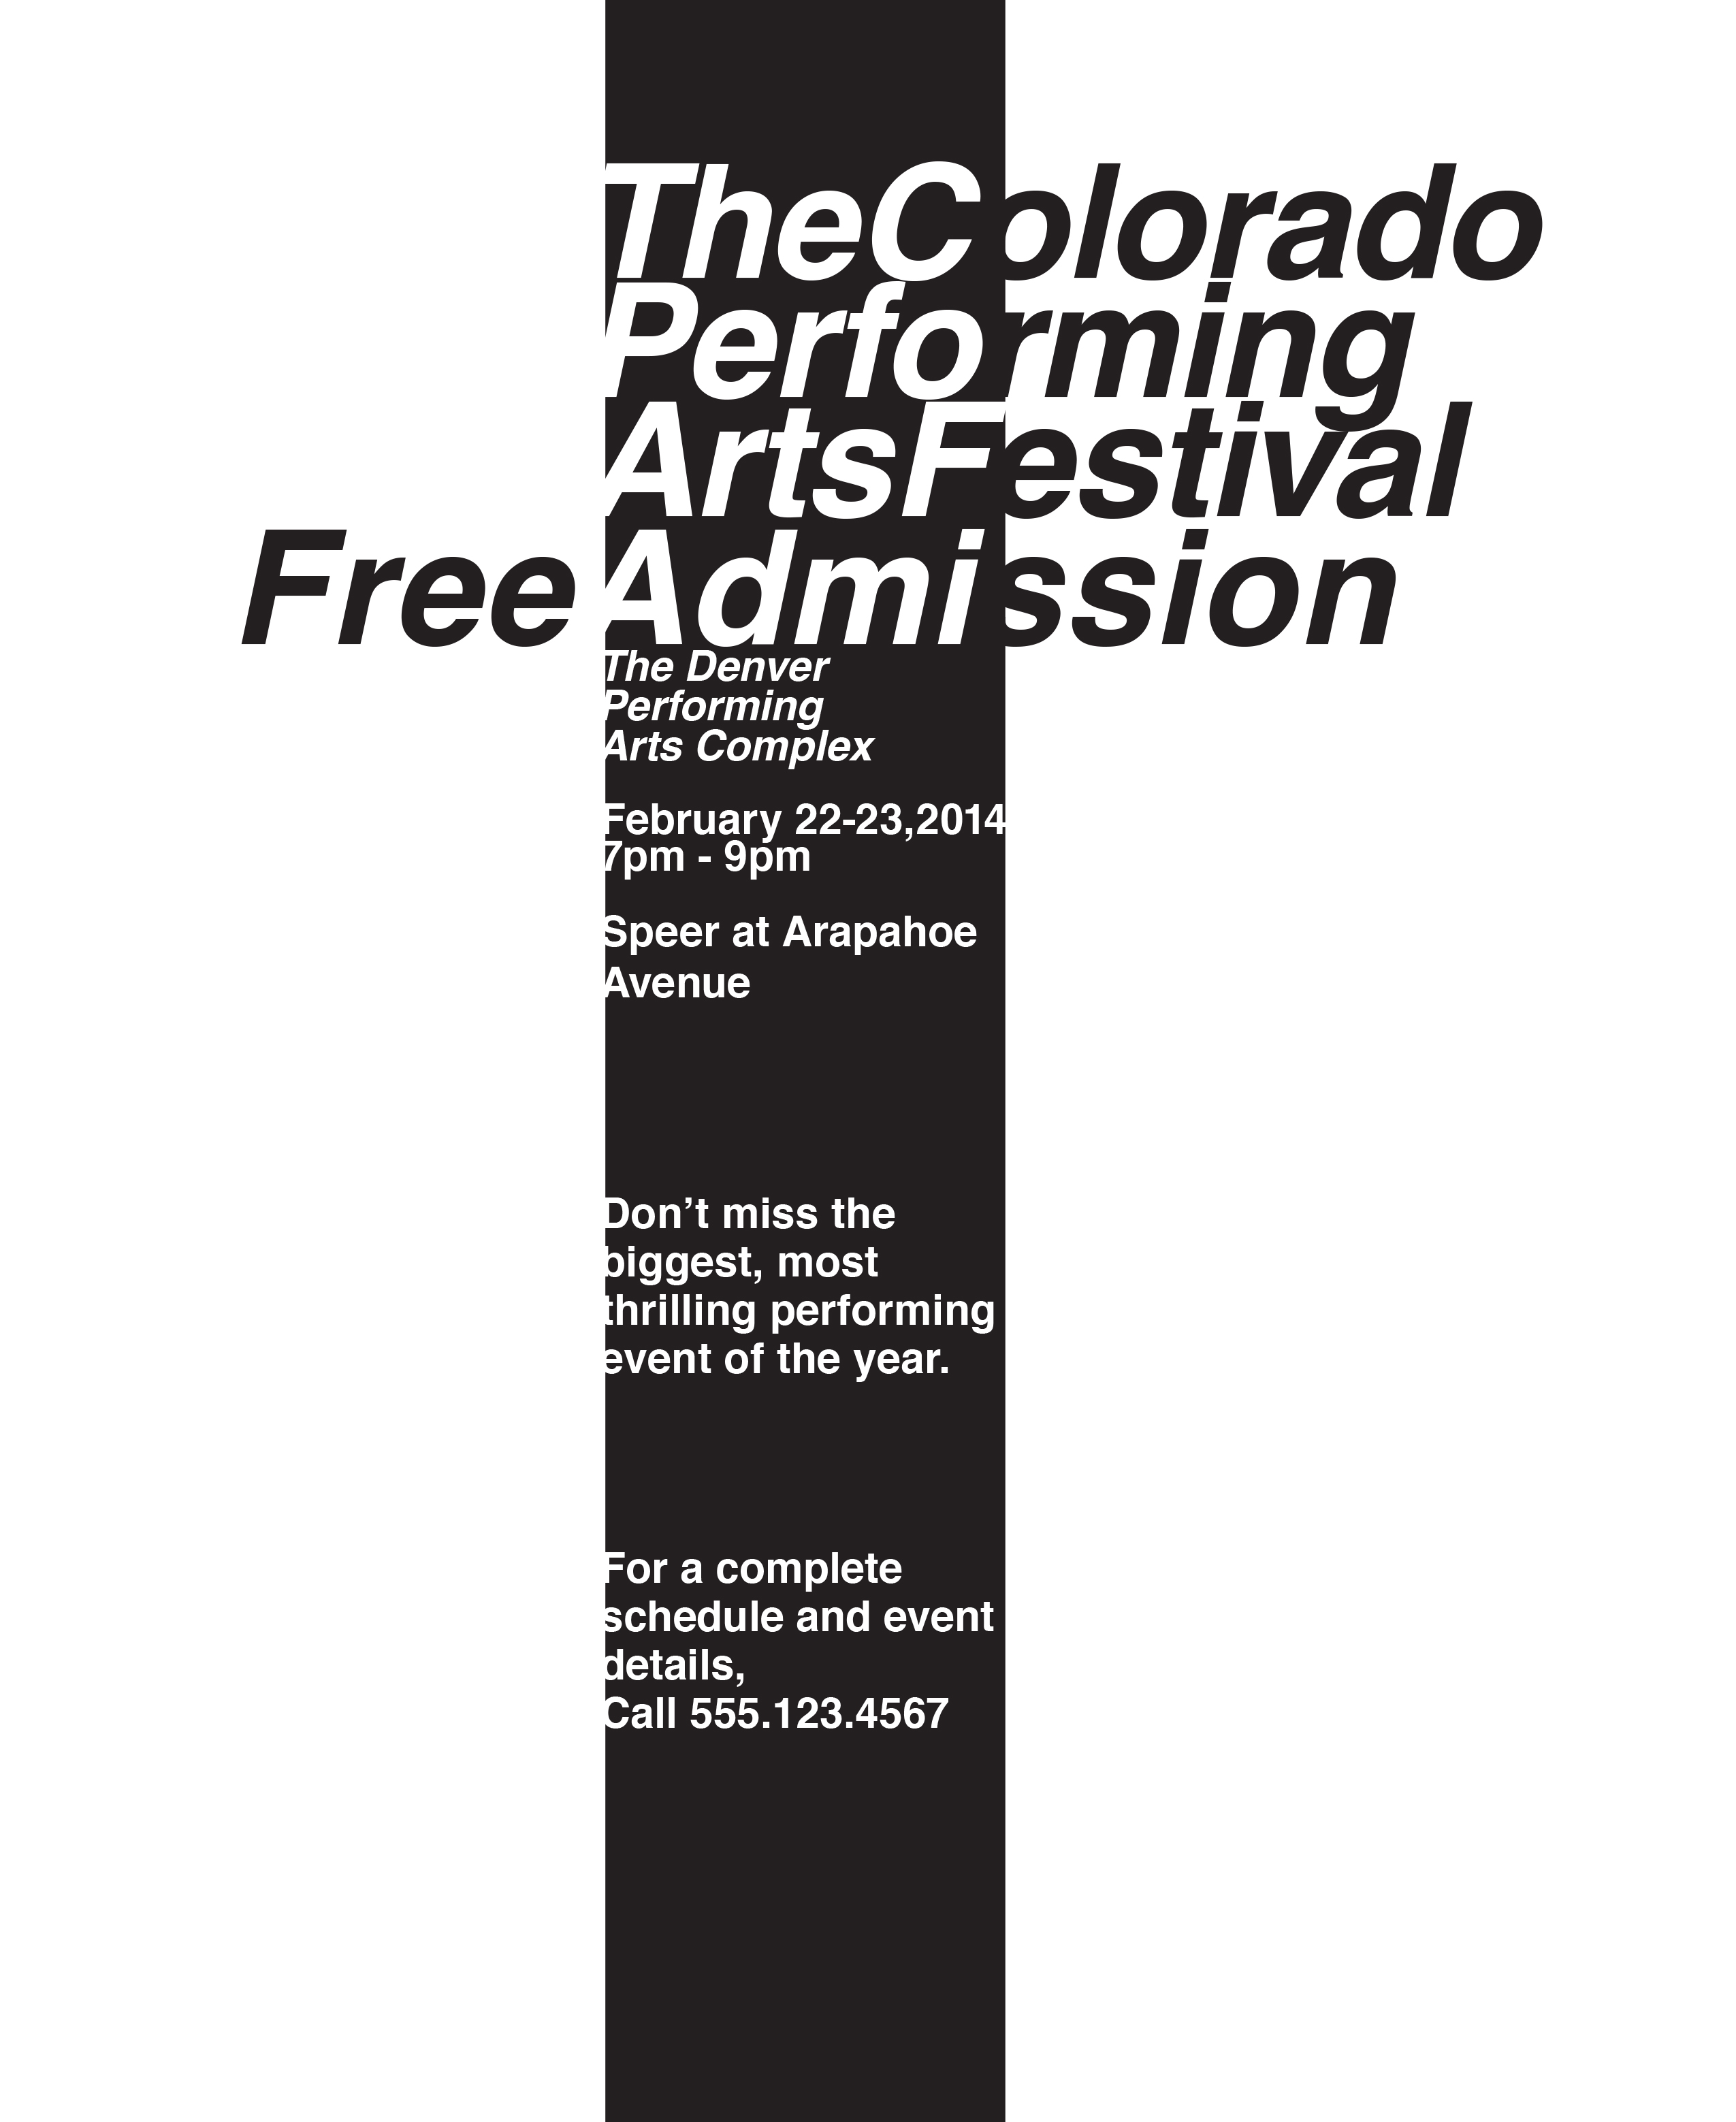 TheColorado
Performing
ArtsFestival
Free Admission
The Denver
Performing
Arts Complex
February 22-23,2014
7pm - 9pm
Speer at Arapahoe
Avenue
Don’t miss the
biggest, most
thrilling performing
event of the year.
For a complete
schedule and event
details,
Call 555.123.4567